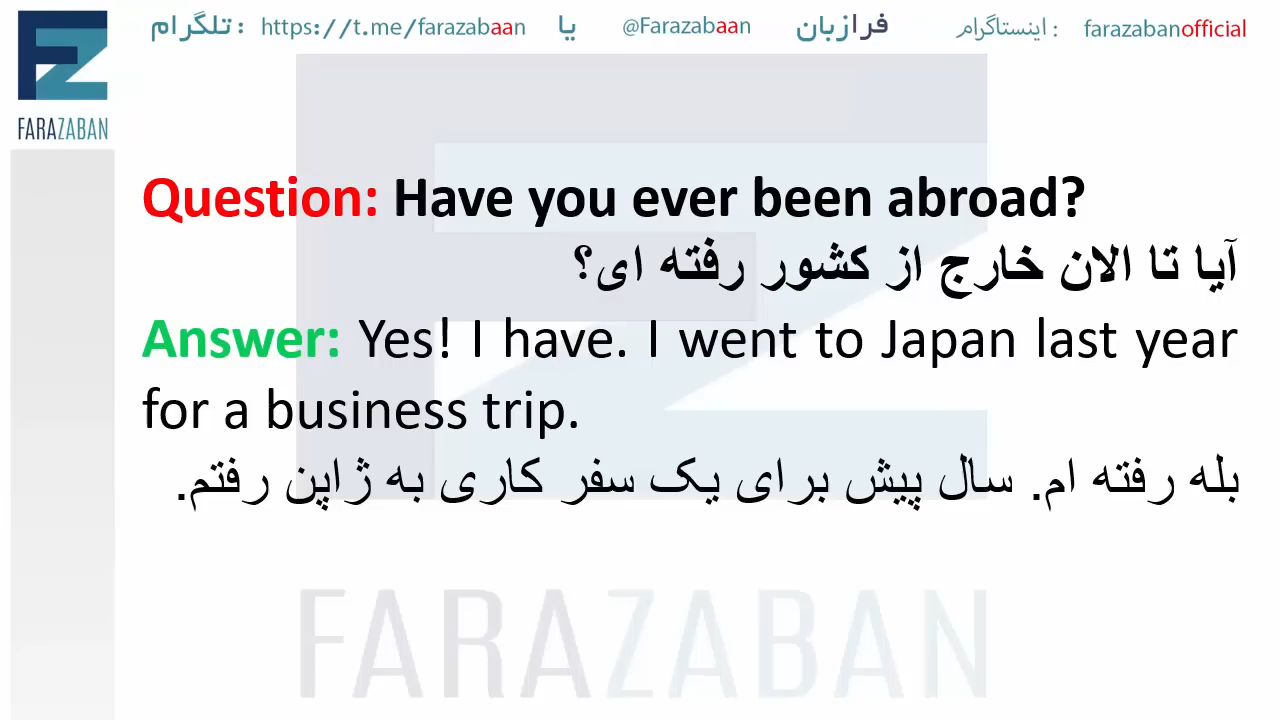 تلگرام : https://t.me/farazabaan یا @Farazabaan فرازبان اینستاگرام : farazabanofficial
FARAZABAN
Question: Have you ever been abroad?
آیا تا الان خارج از کشور رفته ای؟
Answer: Yes! I have. I went to Japan last year
for a business trip.
بله رفته ام. سال پیش برای یک سفر کاری به ژاپن رفتم.
FARAZABAN